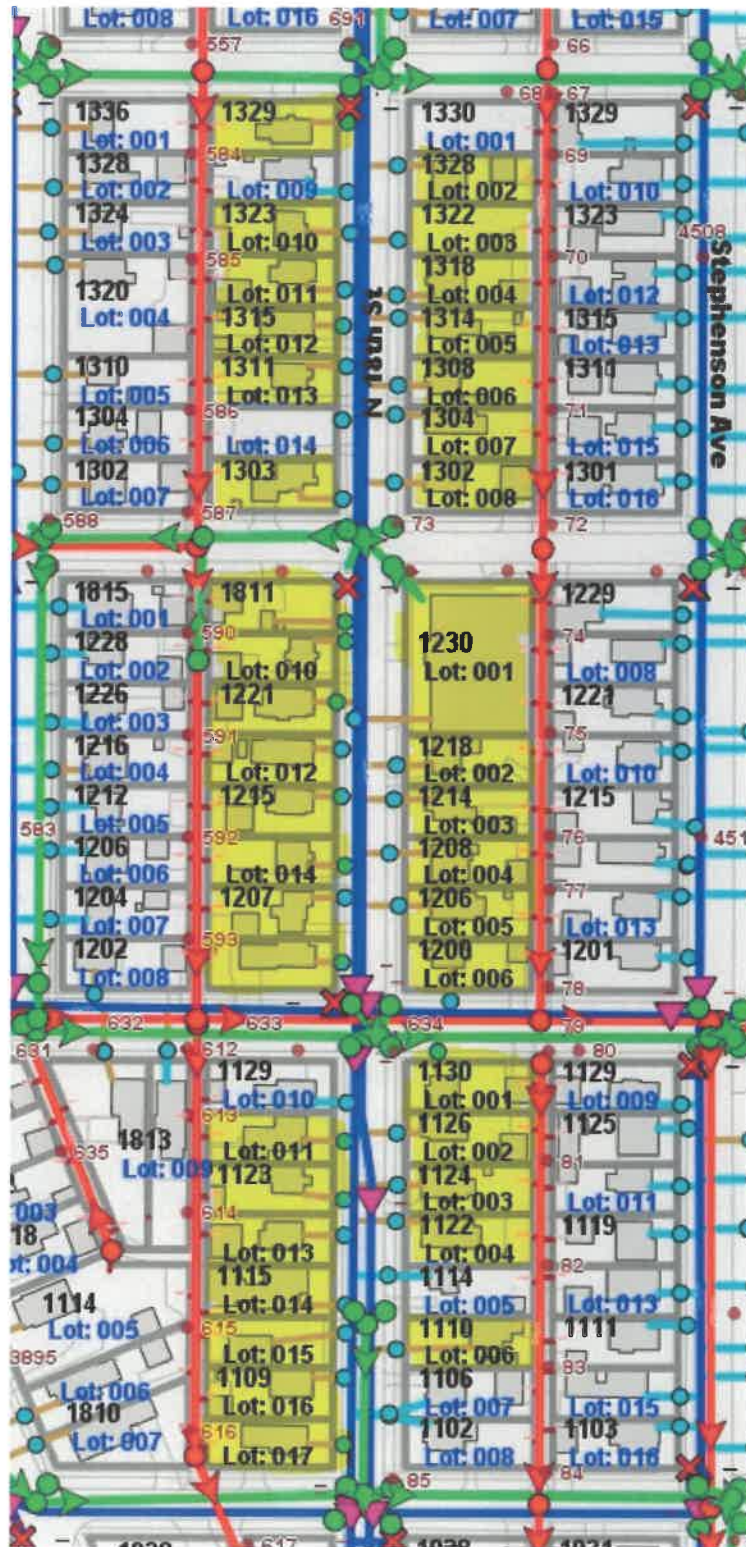 Lot: 008
Lot: 016
691
Lot: 007
Lot: 015
557
66
68
67
1336
Lot: 001
1329
1330
Lot: 001
1329
584
69
1328
Lot: 002
Lot: 009
1328
Lot: 002
Lot: 010
1324
Lot: 003
1323
Lot: 010
1322
Lot: 003
1323
4508
585
70
1320
Lot: 004
Lot: 011
1318
Lot: 004
Lot: 012
1315
Lot: 012
1314
Lot: 005
1315
Lot: 013
N 18th St
Stephenson Ave
1310
Lot: 005
1311
Lot: 013
1308
Lot: 006
1311
586
71
1304
Lot: 006
Lot: 014
1304
Lot: 007
Lot: 015
1302
Lot: 007
1303
1302
Lot: 008
1301
Lot: 016
588
587
73
72
1815
Lot: 001
1811
1229
590
74
1228
Lot: 002
Lot: 010
1230
Lot: 001
Lot: 008
1226
Lot: 003
1221
1221
591
75
1216
Lot: 004
Lot: 012
1218
Lot: 002
Lot: 010
1212
Lot: 005
1215
1214
Lot: 003
1215
583
592
76
451
1206
Lot: 006
Lot: 014
1208
Lot: 004
1204
Lot: 007
1207
1206
Lot: 005
77
Lot: 013
593
1202
Lot: 008
1200
Lot: 006
1201
78
632
633
634
79
631
612
80
1129
Lot: 010
1130
Lot: 001
1129
Lot: 009
613
1813
Lot: 009
Lot: 011
1126
Lot: 002
1125
635
81
1123
1124
Lot: 003
Lot: 011
003
614
18
ot: 004
Lot: 013
1122
Lot: 004
1119
82
1114
Lot: 005
1115
Lot: 014
1114
Lot: 005
Lot: 013
615
3895
Lot: 015
1110
Lot: 006
1111
83
Lot: 006
1109
Lot: 016
1106
Lot: 007
Lot: 015
1810
Lot: 007
616
Lot: 017
1102
Lot: 008
1103
Lot: 016
85
84
617